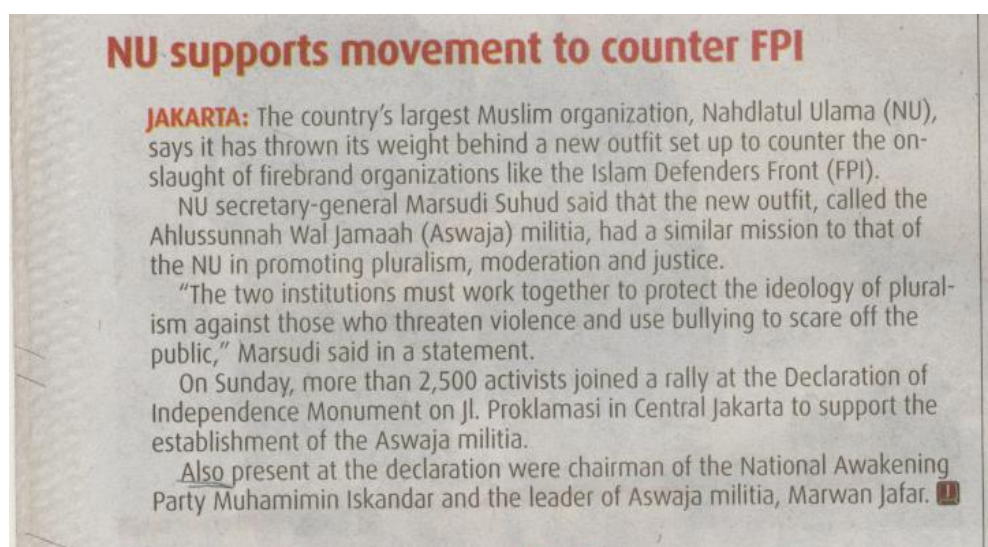 NU supports movement to counter FPI
JAKARTA: The country's largest Muslim organization, Nahdlatul Ulama (NU),
says it has thrown its weight behind a new outfit set up to counter the on-
slaught of firebrand organizations like the Islam Defenders Front (FPI).
NU secretary-general Marsudi Suhud said that the new outfit, called the
Ahlussunnah Wal Jamaah (Aswaja) militia, had a similar mission to that of
the NU in promoting pluralism, moderation and justice.
"The two institutions must work together to protect the ideology of plural-
ism against those who threaten violence and use bullying to scare off the
public," Marsudi said in a statement.
On Sunday, more than 2,500 activists joined a rally at the Declaration of
Independence Monument on Jl. Proklamasi in Central Jakarta to support the
establishment of the Aswaja militia.
Also present at the declaration were chairman of the National Awakening
Party Muhamimin Iskandar and the leader of Aswaja militia, Marwan Jafar.